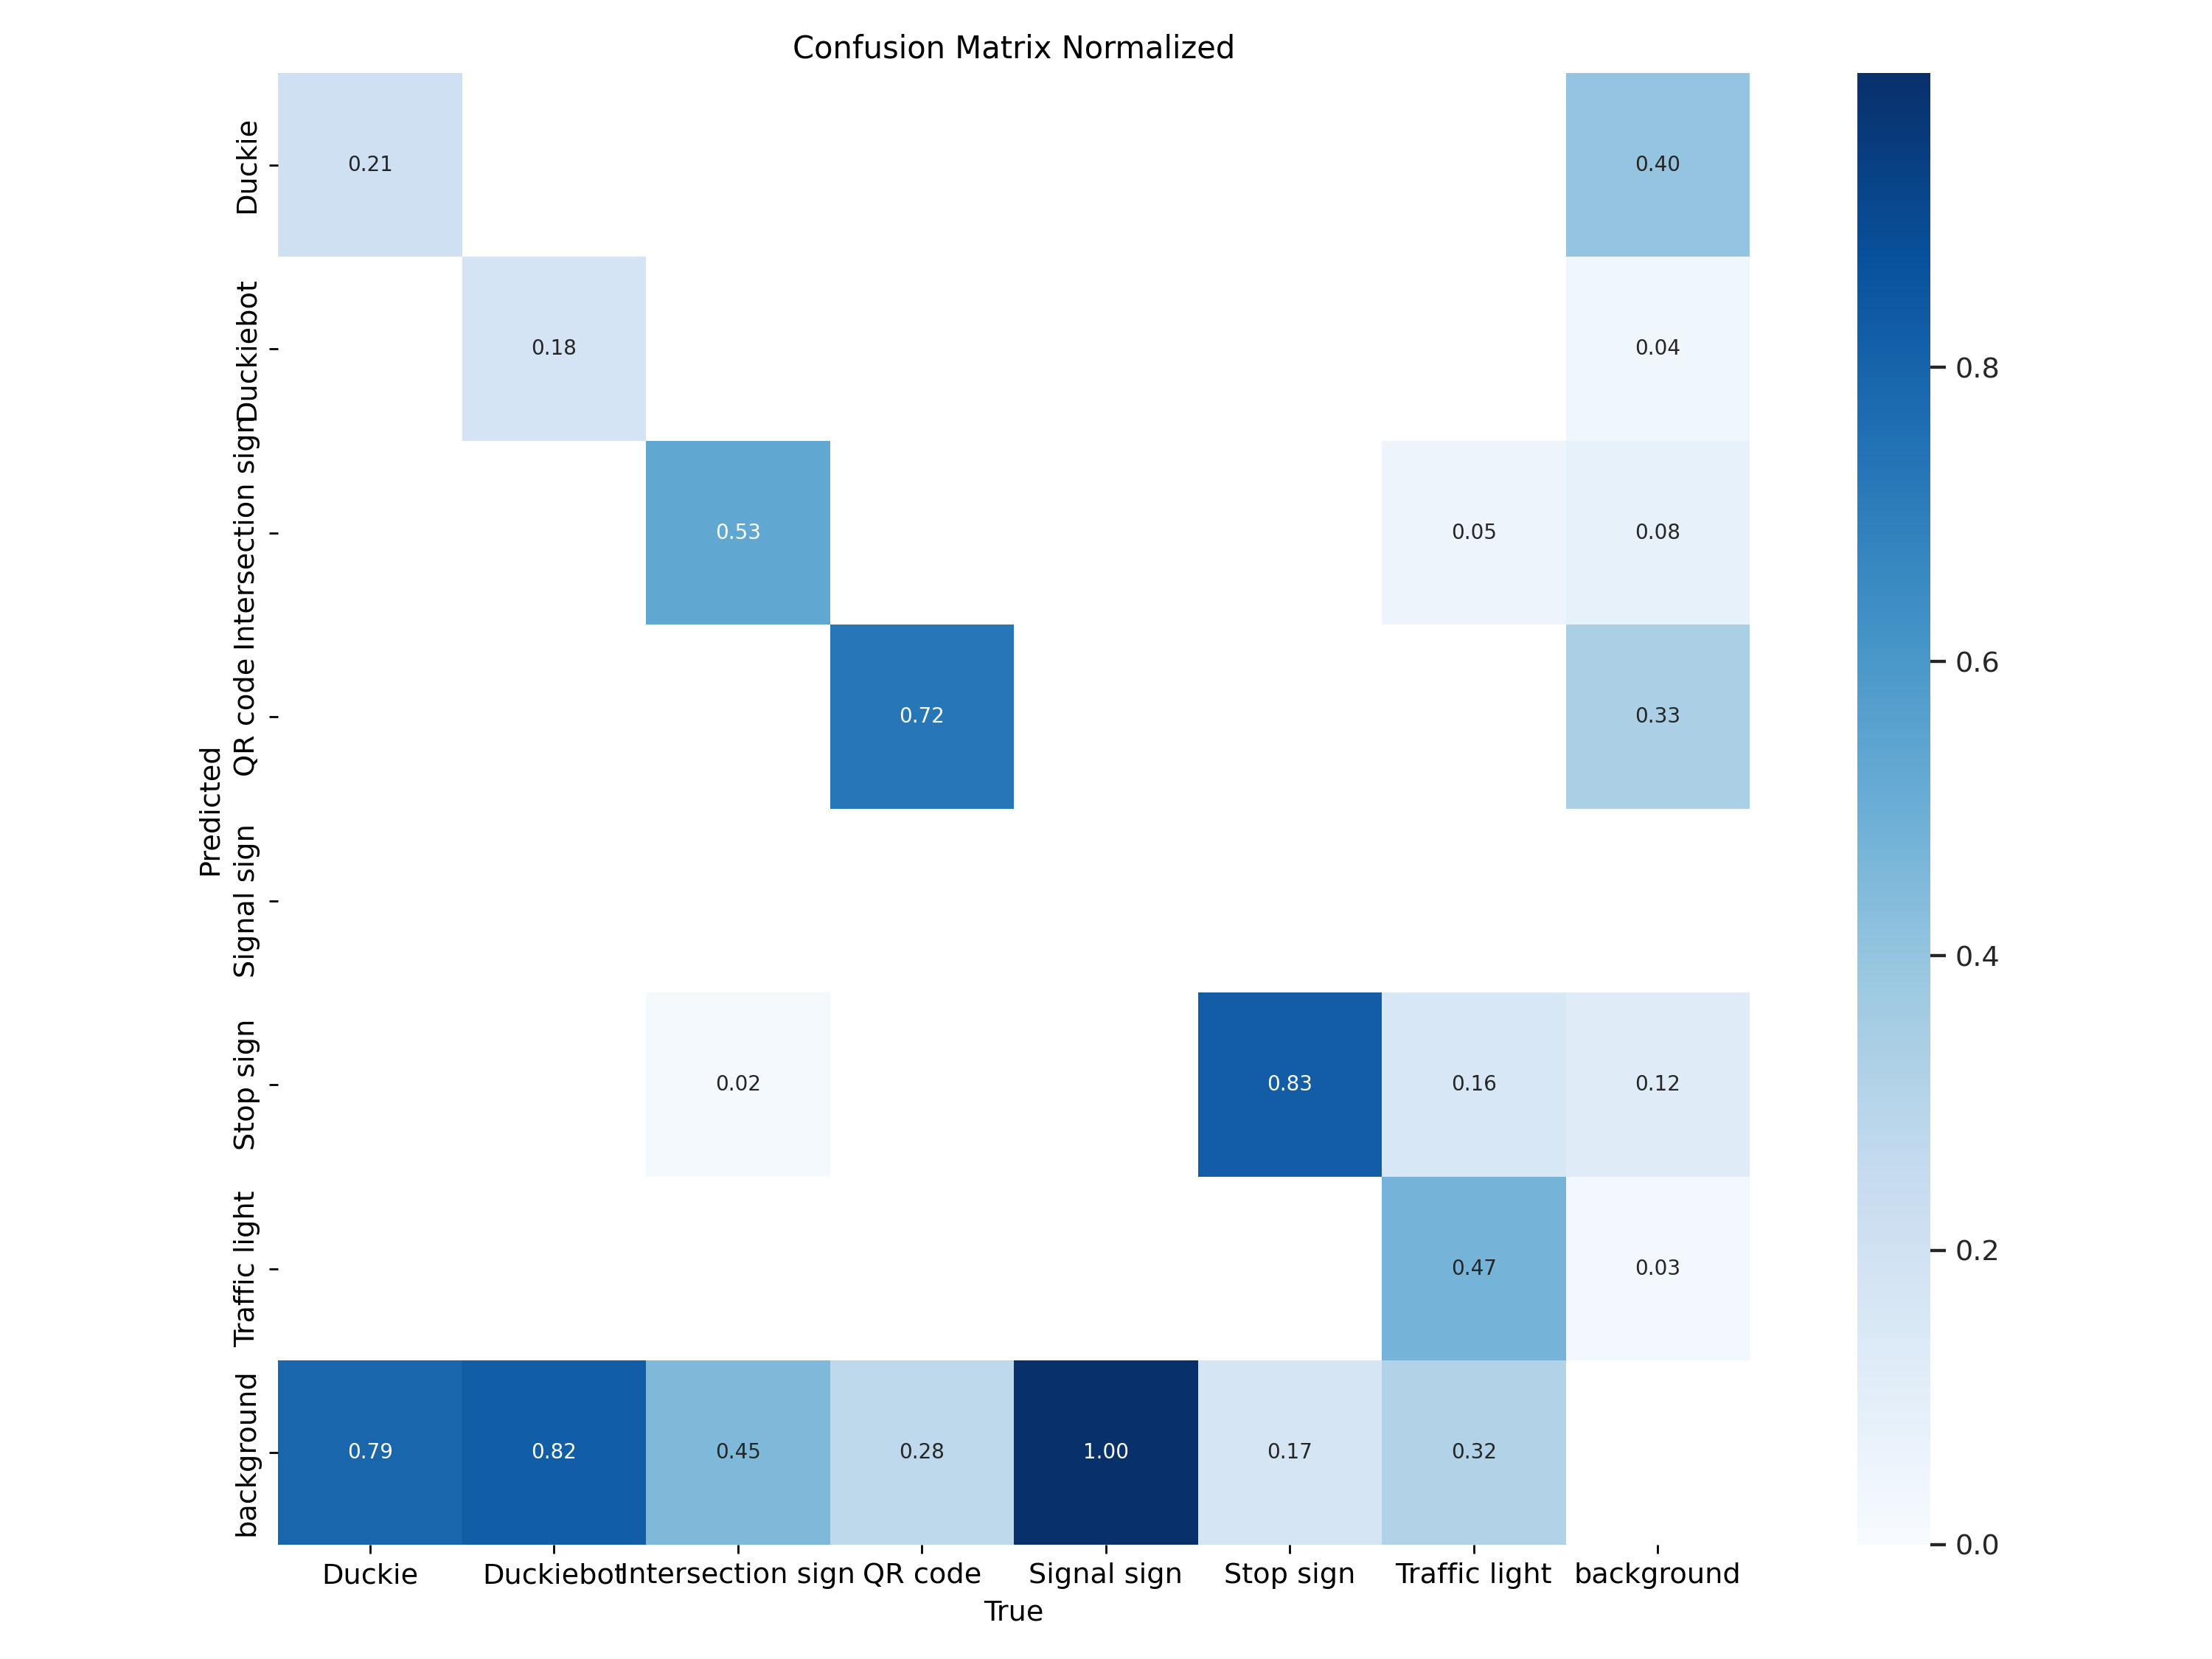 Confusion Matrix Normalized
Duckie
0.21
0.40
Duckiebot
0.18
0.04
0.8
Intersection sign
0.53
0.05
0.08
0.6
QR code
0.72
0.33
Predicted
Signal sign
0.4
Stop sign
0.02
0.83
0.16
0.12
0.2
Traffic light
0.47
0.03
background
0.79
0.82
0.45
0.28
1.00
0.17
0.32
0.0
Duckie
Duckiebot
Intersection sign
QR code
Signal sign
Stop sign
Traffic light
background
True